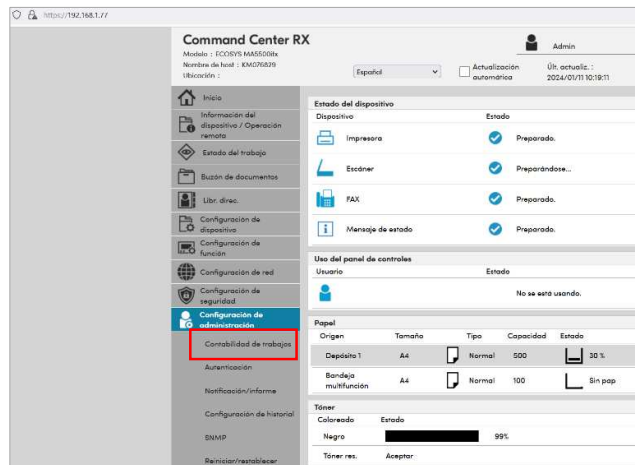 https://192.168.1.77
Command Center RX
Modelo : ECOSYS MA5500ifx
Nombre de host : KM076829
Ubicación :
Español
Actualización automática
Admin
Últ. actualiz. :
2024/01/11 10:19:11
Inicio
Información del
dispositivo / Operación
remota
Estado del trabajo
Buzón de documentos
Libr. direc.
Configuración de
dispositivo
Configuración de
función
Configuración de red
Configuración de
seguridad
Configuración de
administración
Contabilidad de trabajos
Autenticación
Notificación/informe
Configuración de historial
SNMP
Reiniciar/restablecer
Estado del dispositivo
Dispositivo Estado
Impresora Preparado.
Escáner Preparándose...
FAX Preparado.
Mensaje de estado Preparado.
Uso del panel de controles
Usuario Estado
No se está usando.
Papel
Origen Tamaño Tipo Capacidad Estado
Depósito 1 A4 Normal 500 30 %
Bandeja
multifunción A4 Normal 100 Sin pap
Tóner
Coloreado Estado
Negro 99%
Tóner res. Aceptar